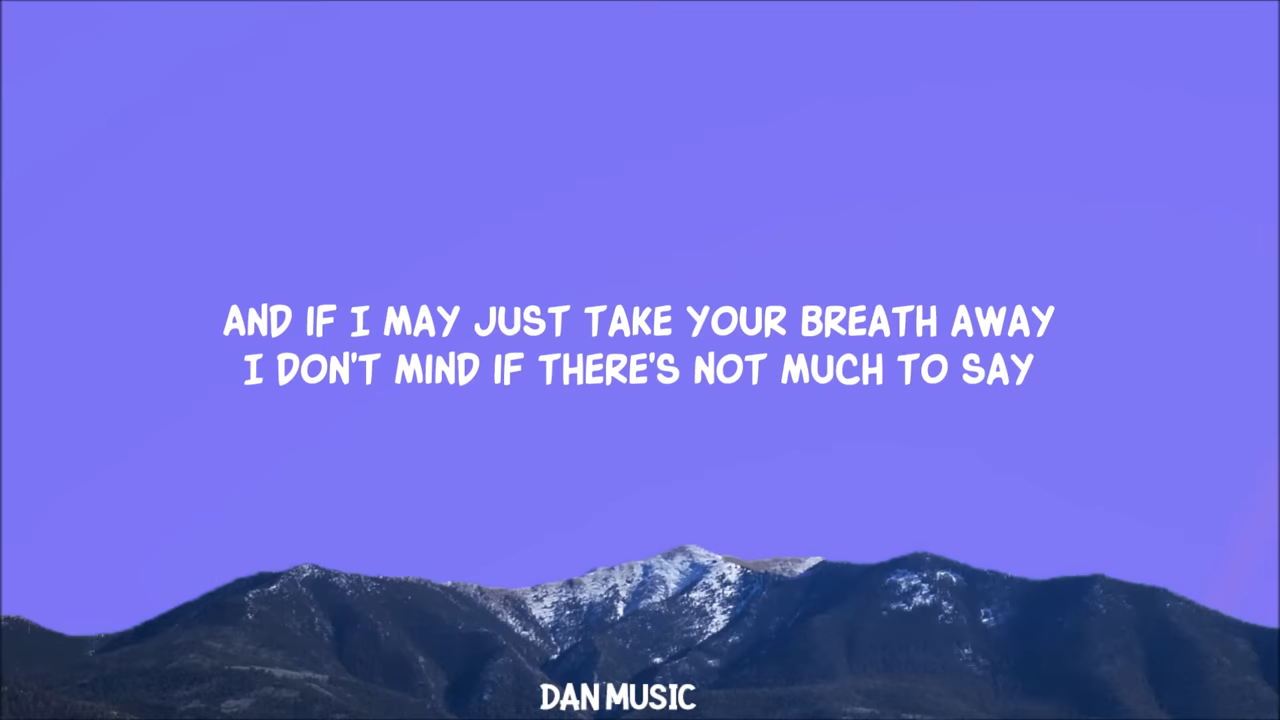 AND IF I MAY JUST TAKE YOUR BREATH AWAY
I DON'T MIND IF THERE'S NOT MUCH TO SAY
DAN MUSIC